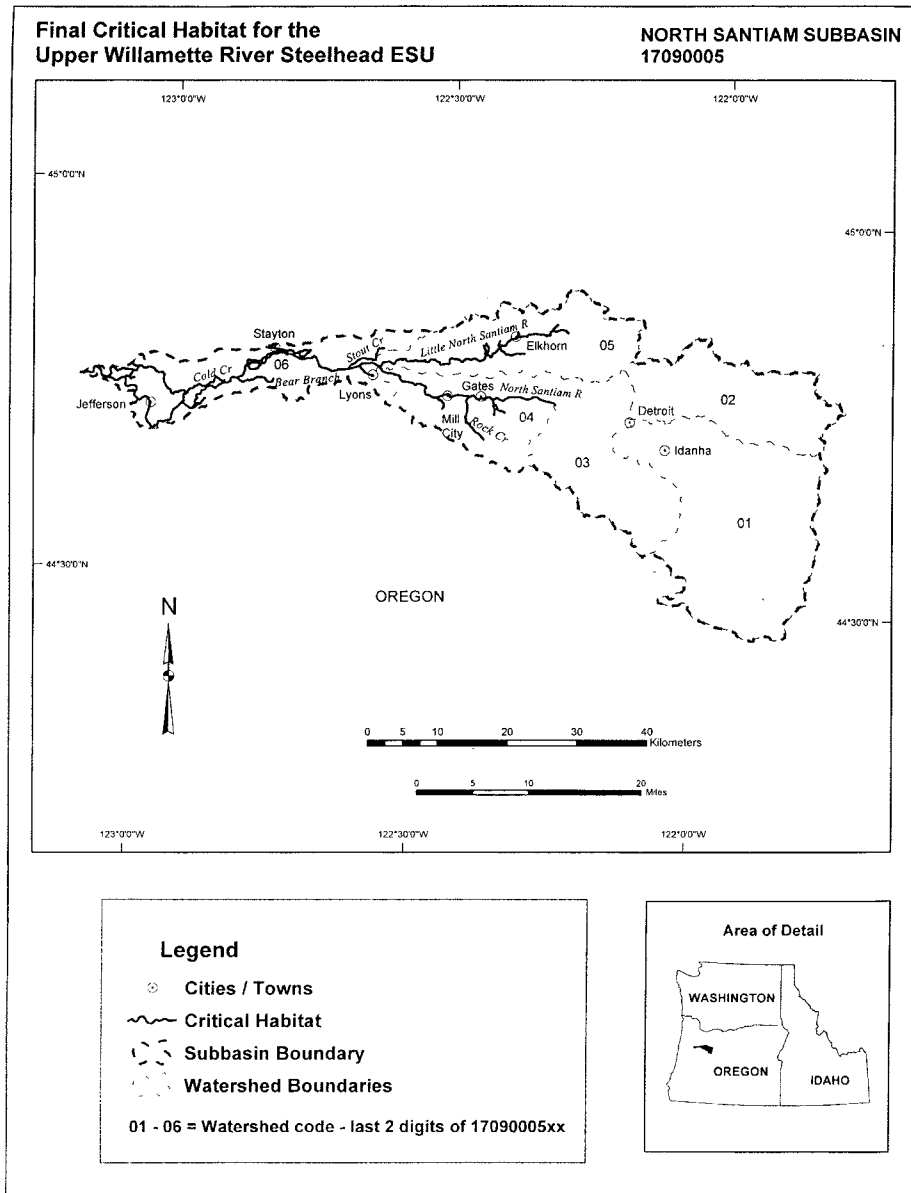 Final Critical Habitat for the
Upper Willamette River Steelhead ESU
NORTH SANTIAM SUBBASIN
17090005
123°0'0"W
122°30'0"W
122°0'0"W
45°0'0"N
45°0'0"N
Stayton
Stout Cr
Little North Santiam R
Elkhorn
05
06
Cold Cr
Bear Branch
Jefferson
Lyons
Gates
North Santiam R
Mill
City
04
Rock Cr
Detroit
02
Idanha
03
01
44°30'0"N
44°30'0"N
OREGON
N
0 5 10 20 30 40
Kilometers
0 5 10 20
Miles
123°0'0"W
122°30'0"W
122°0'0"W
Legend
Cities / Towns
Critical Habitat
Subbasin Boundary
Watershed Boundaries
01 - 06 = Watershed code - last 2 digits of 17090005xx
Area of Detail
WASHINGTON
OREGON
IDAHO